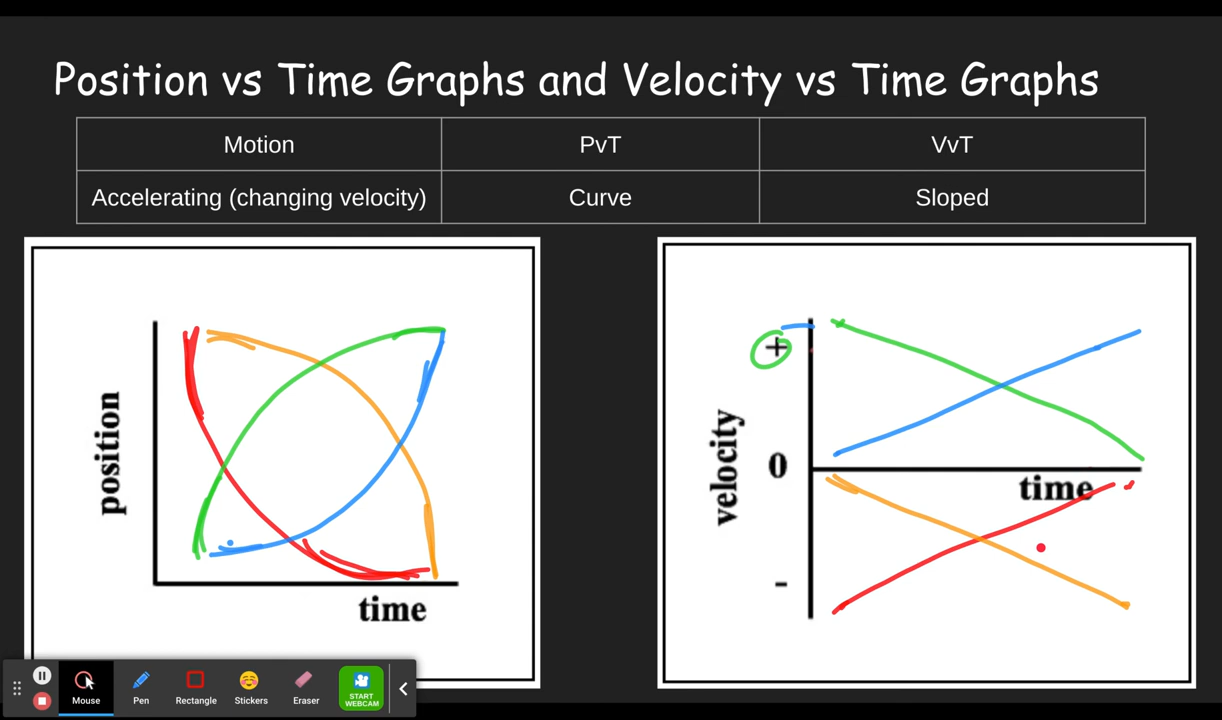 Position vs Time Graphs and Velocity vs Time Graphs
Motion PvT VvT
Accelerating (changing velocity) Curve Sloped
position
time
+
0
-
velocity
time
Mouse Pen Rectangle Stickers Eraser START WEBCAM